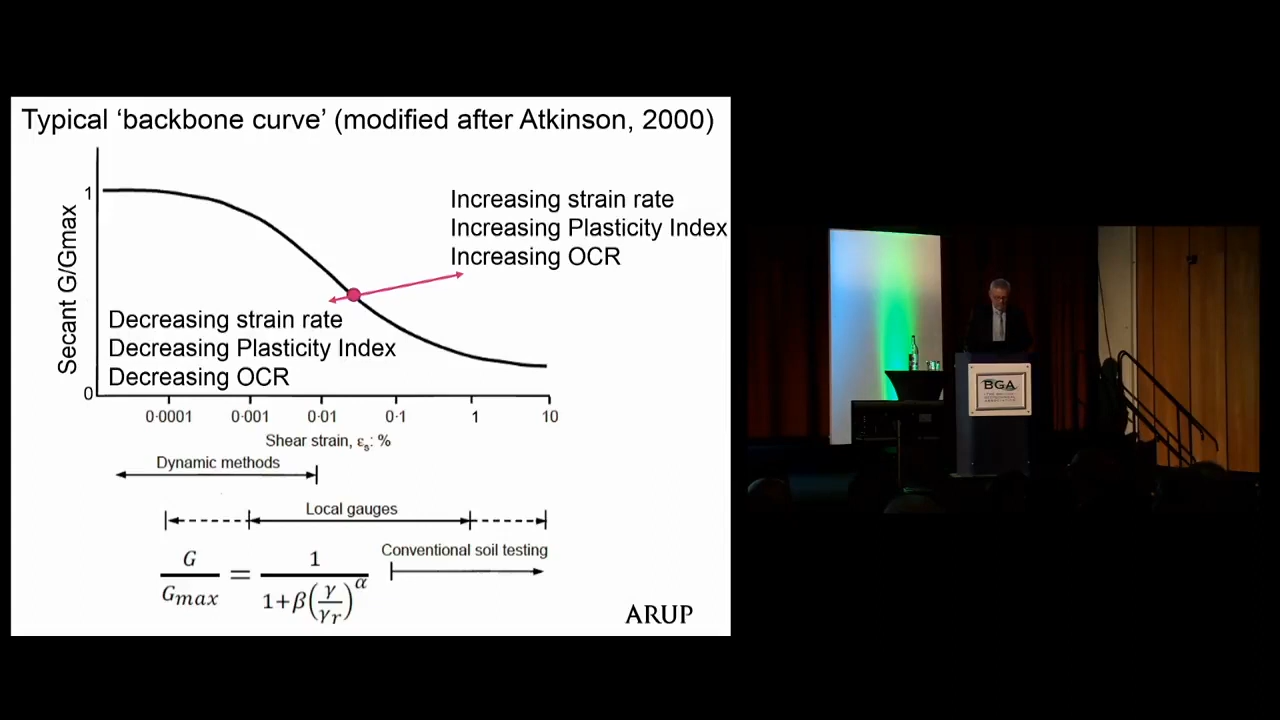 Typical ‘backbone curve’ (modified after Atkinson, 2000)
Secant G/Gmax
1
0
Increasing strain rate
Increasing Plasticity Index
Increasing OCR
Decreasing strain rate
Decreasing Plasticity Index
Decreasing OCR
0·0001 0·001 0·01 0·1 1 10
Shear strain, εs: %
Dynamic methods
Local gauges
Conventional soil testing
G/Gmax = 1/(1+β(γ/γr)^α)
ARUP
BGA